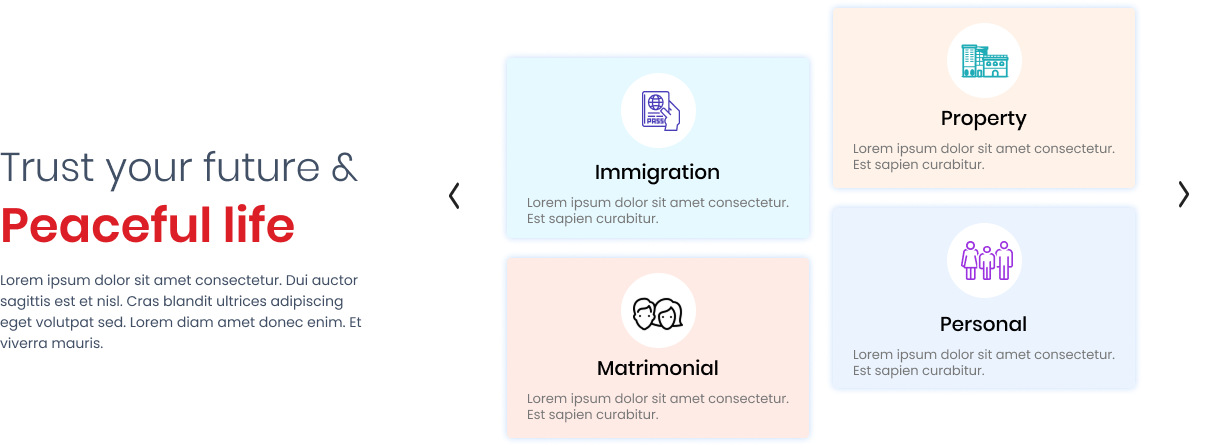 Trust your future &
Peaceful life
Lorem ipsum dolor sit amet consectetur. Dui auctor
sagittis est et nisl. Cras blandit ultrices adipiscing
eget volutpat sed. Lorem diam amet donec enim. Et
viverra mauris.
PASS
Immigration
Lorem ipsum dolor sit amet consectetur.
Est sapien curabitur.
Matrimonial
Lorem ipsum dolor sit amet consectetur.
Est sapien curabitur.
Property
Lorem ipsum dolor sit amet consectetur.
Est sapien curabitur.
Personal
Lorem ipsum dolor sit amet consectetur.
Est sapien curabitur.